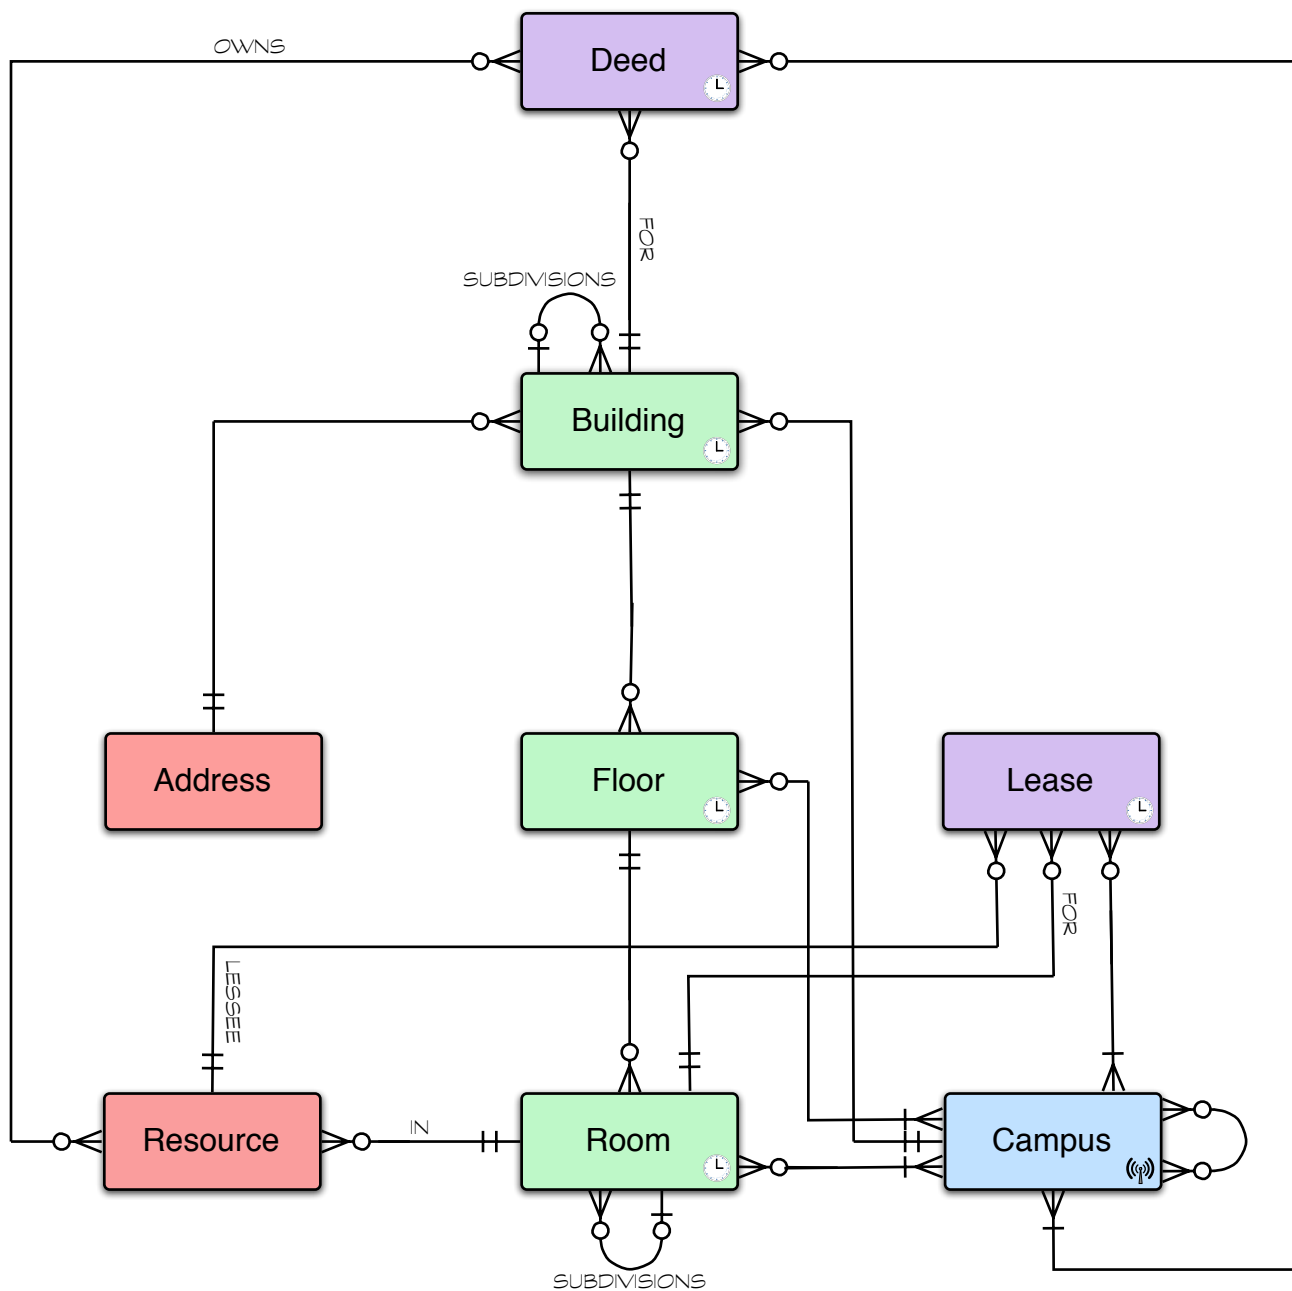 OWNS
Deed
FOR
SUBDIVISIONS
Building
Address
Floor
Lease
FOR
LESSEE
Resource
IN
Room
Campus
SUBDIVISIONS